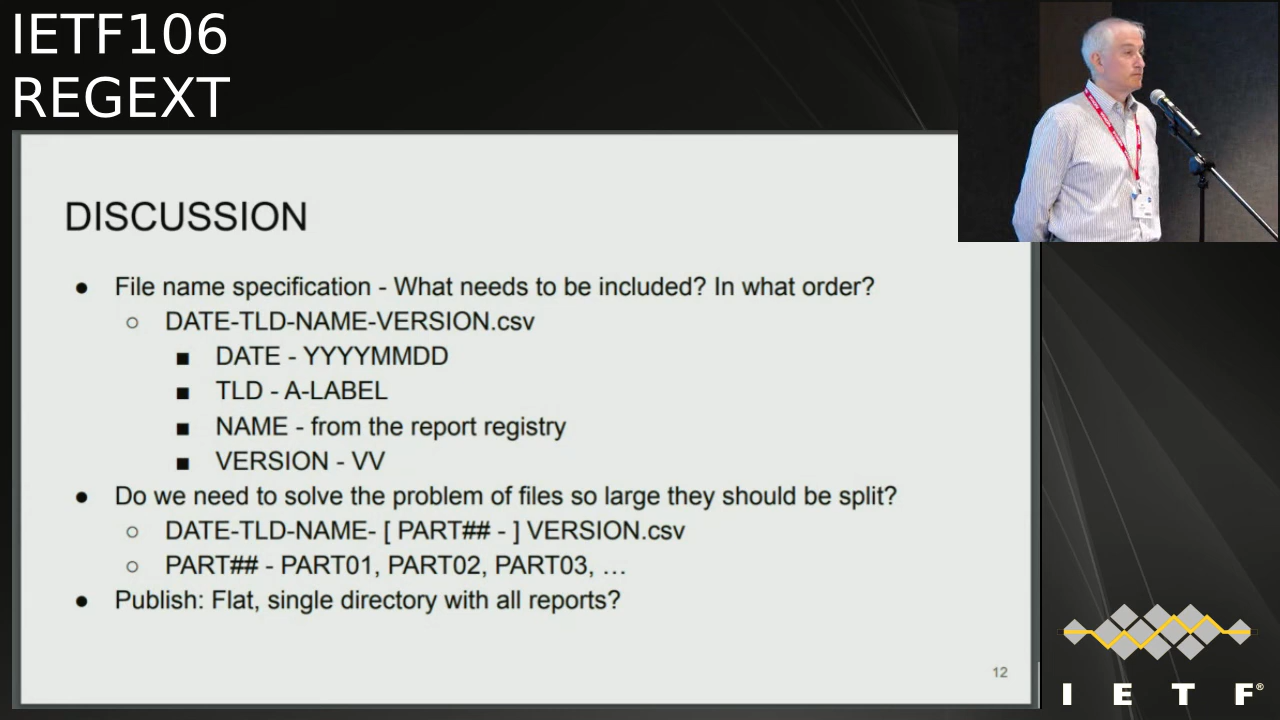 IETF106
REGEXT
DISCUSSION
● File name specification - What needs to be included? In what order?
○ DATE-TLD-NAME-VERSION.csv
■ DATE - YYYYMMDD
■ TLD - A-LABEL
■ NAME - from the report registry
■ VERSION - VV
● Do we need to solve the problem of files so large they should be split?
○ DATE-TLD-NAME- [ PART## - ] VERSION.csv
○ PART## - PART01, PART02, PART03, …
● Publish: Flat, single directory with all reports?
12
I E T F®